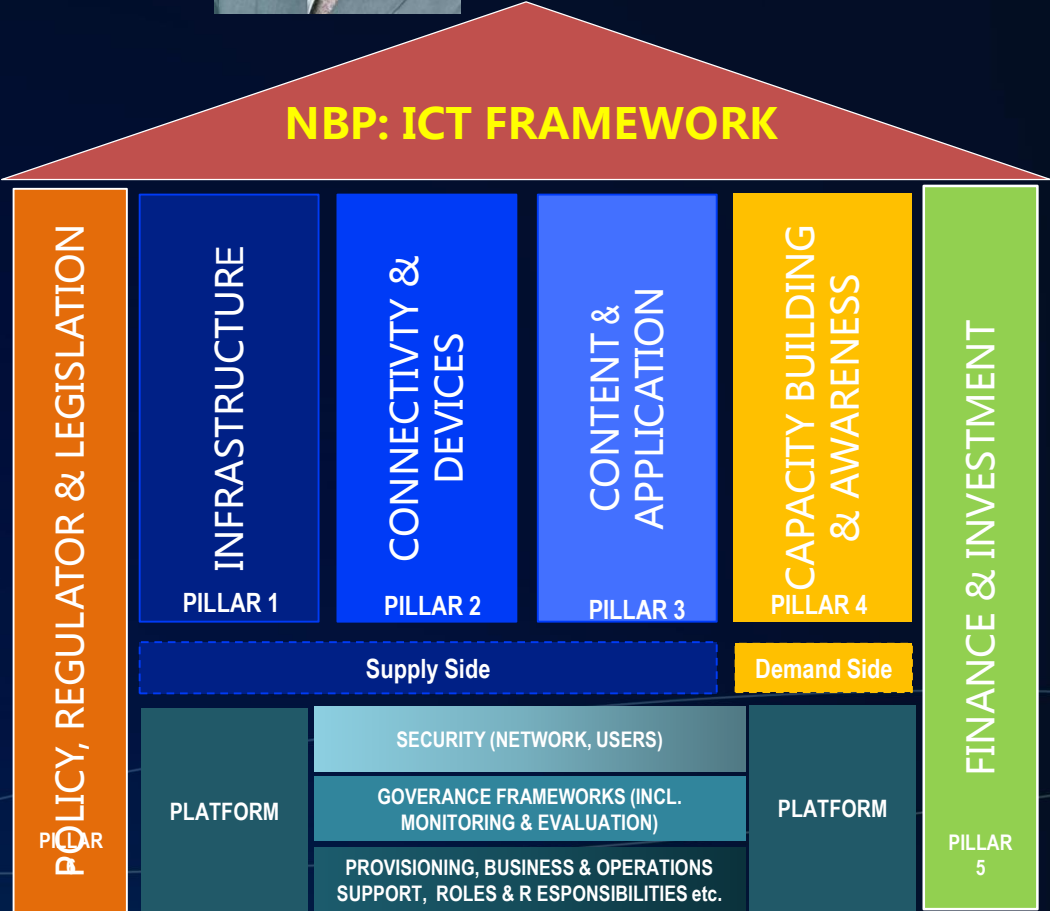 NBP: ICT FRAMEWORK
POLICY, REGULATOR & LEGISLATION
PILLAR
INFRASTRUCTURE
PILLAR 1
CONNECTIVTY &
DEVICES
PILLAR 2
CONTENT &
APPLICATION
PILLAR 3
CAPACITY BUILDING
& AWARENESS
PILLAR 4
FINANCE & INVESTMENT
PILLAR
5
Supply Side
Demand Side
PLATFORM
SECURITY (NETWORK, USERS)
GOVERANCE FRAMEWORKS (INCL.
MONITORING & EVALUATION)
PROVISIONING, BUSINESS & OPERATIONS
SUPPORT, ROLES & R ESPONSIBILITIES etc.
PLATFORM